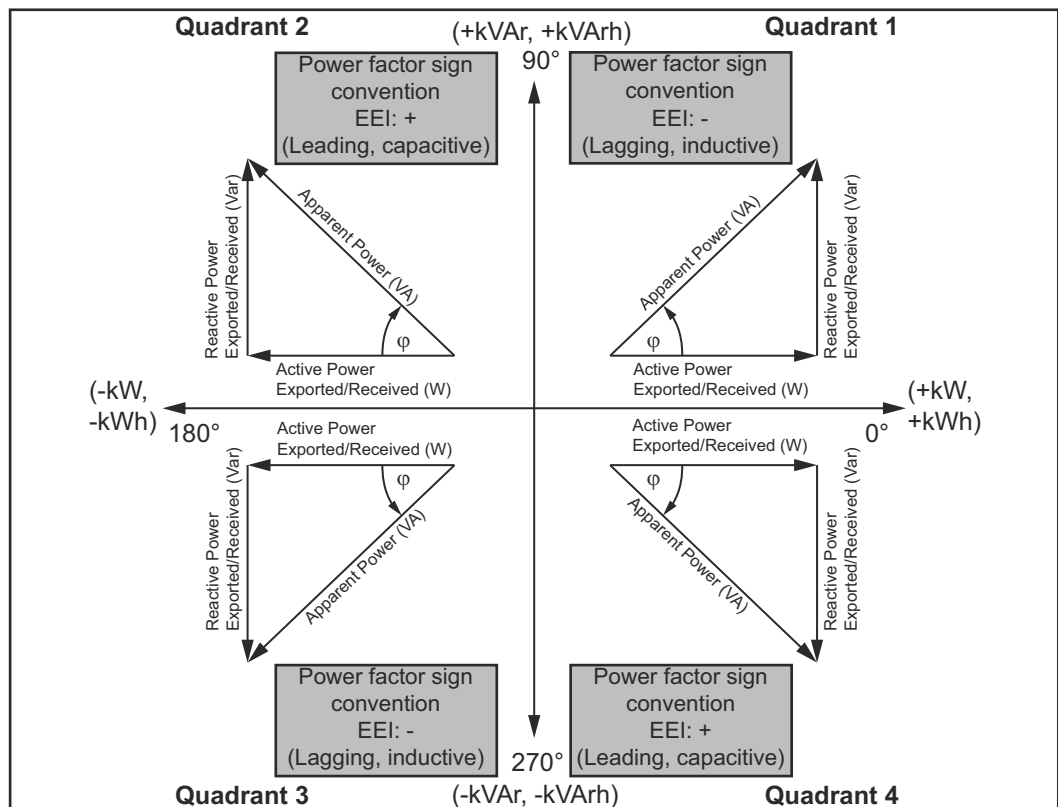 Quadrant 2
(+kVAr, +kVArh)
Quadrant 1
90°
Power factor sign
convention
EEI: +
(Leading, capacitive)
Power factor sign
convention
EEI: -
(Lagging, inductive)
Reactive Power
Exported/Received (Var)
Apparent Power (VA)
φ
Active Power
Exported/Received (W)
Apparent Power (VA)
Reactive Power
Exported/Received (Var)
φ
Active Power
Exported/Received (W)
(-kW,
-kWh)
180°
(+kW,
+kWh)
0°
Active Power
Exported/Received (W)
φ
Reactive Power
Exported/Received (Var)
Apparent Power (VA)
Active Power
Exported/Received (W)
φ
Apparent Power (VA)
Reactive Power
Exported/Received (Var)
Power factor sign
convention
EEI: -
(Lagging, inductive)
Power factor sign
convention
EEI: +
(Leading, capacitive)
270°
Quadrant 3
(-kVAr, -kVArh)
Quadrant 4